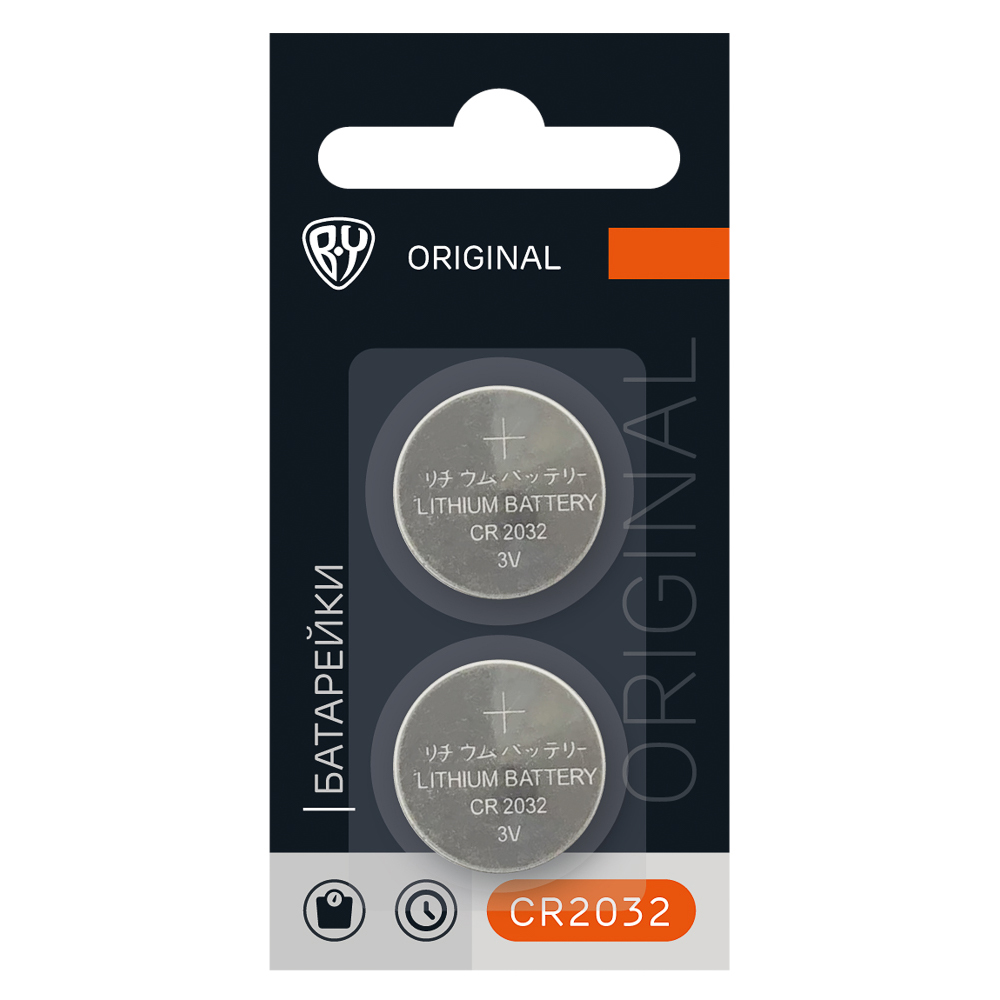 B·Y
ORIGINAL
ORIGINAL
БАТАРЕЙКИ
+
リチウムバッテリー
LITHIUM BATTERY
CR 2032
3V
+
リチウムバッテリー
LITHIUM BATTERY
CR 2032
3V
CR2032